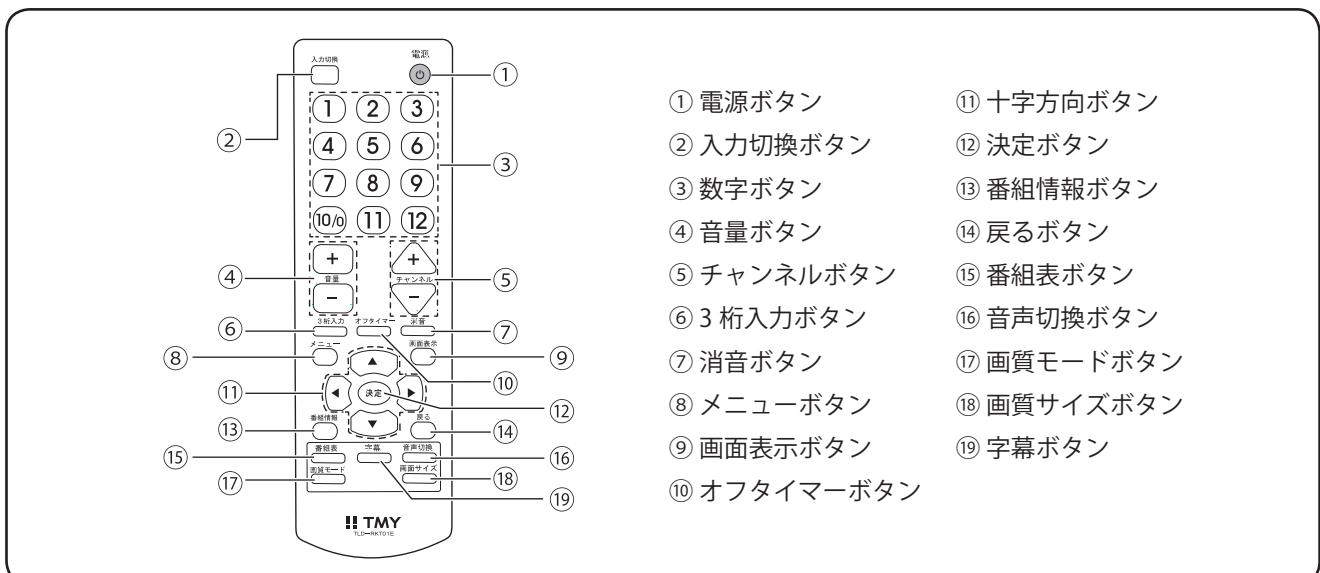 入力切換
電源
①
②
1 2 3
4 5 6
③
7 8 9
10/0 11 12
④
+
音量
−
+
チャンネル
−
⑤
⑥
3桁入力 オフタイマー 消音
⑦
⑧
メニュー
画面表示
⑨
⑩
⑪
決定
⑫
番組情報
戻る
⑬
⑭
⑮
番組表 字幕 音声切換
⑯
⑰
画質モード 画面サイズ
⑱
⑲
TMY
TLD-RKT01E
① 電源ボタン
② 入力切換ボタン
③ 数字ボタン
④ 音量ボタン
⑤ チャンネルボタン
⑥ 3 桁入力ボタン
⑦ 消音ボタン
⑧ メニューボタン
⑨ 画面表示ボタン
⑩ オフタイマーボタン
⑪ 十字方向ボタン
⑫ 決定ボタン
⑬ 番組情報ボタン
⑭ 戻るボタン
⑮ 番組表ボタン
⑯ 音声切換ボタン
⑰ 画質モードボタン
⑱ 画質サイズボタン
⑲ 字幕ボタン